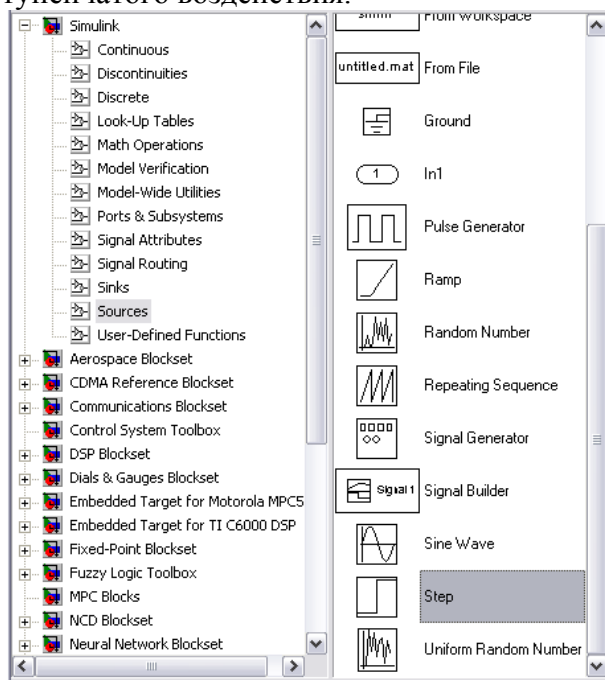 тупенчатого воздействия.
Simulink
Continuous
Discontinuities
Discrete
Look-Up Tables
Math Operations
Model Verification
Model-Wide Utilities
Ports & Subsystems
Signal Attributes
Signal Routing
Sinks
Sources
User-Defined Functions
Aerospace Blockset
CDMA Reference Blockset
Communications Blockset
Control System Toolbox
DSP Blockset
Dials & Gauges Blockset
Embedded Target for Motorola MPC5
Embedded Target for TI C6000 DSP
Fixed-Point Blockset
Fuzzy Logic Toolbox
MPC Blocks
NCD Blockset
Neural Network Blockset
simin From Workspace
untitled.mat From File
Ground
1 In1
Pulse Generator
Ramp
Random Number
Repeating Sequence
Signal Generator
Signal 1 Signal Builder
Sine Wave
Step
Uniform Random Number